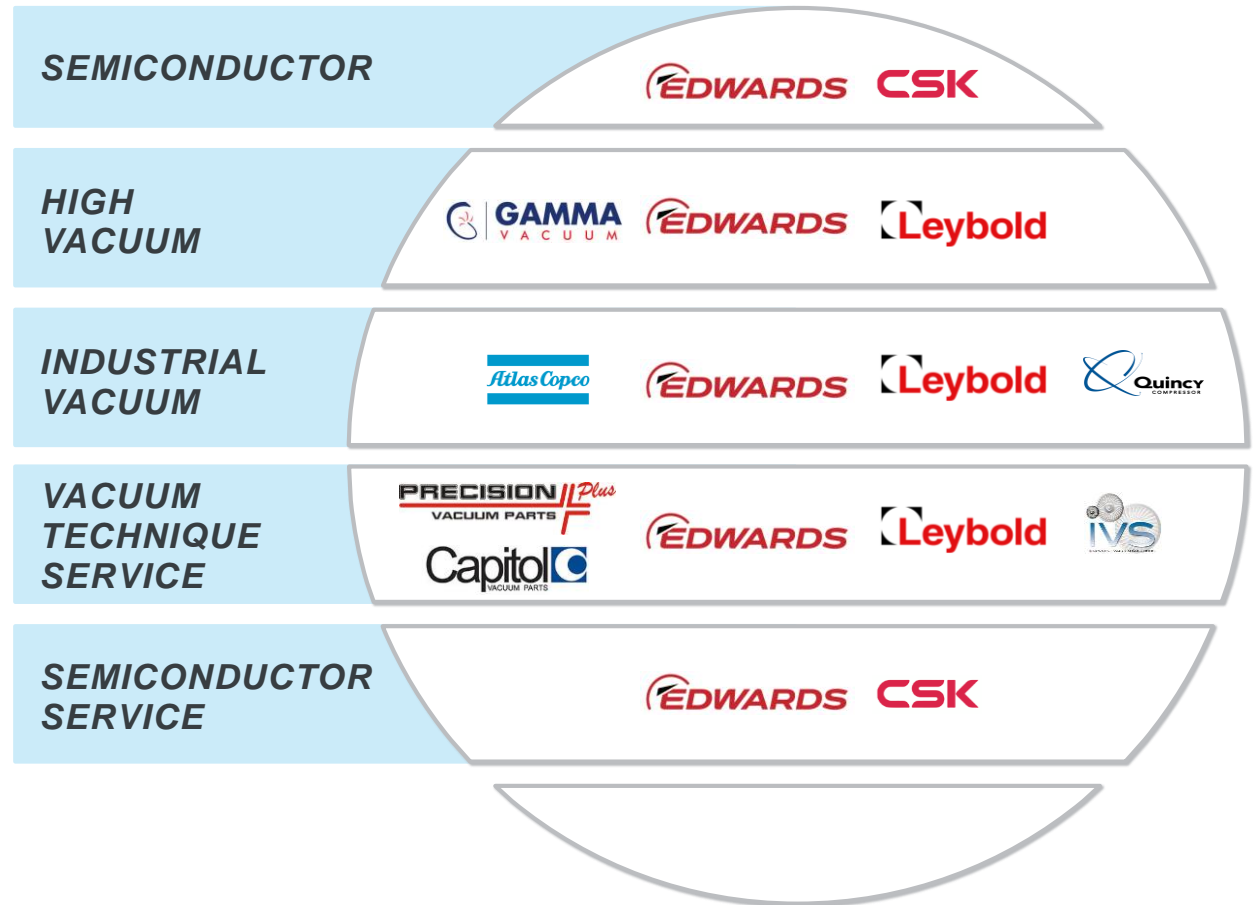 SEMICONDUCTOR
EDWARDS CSK
HIGH
VACUUM
GAMMA
VACUUM
EDWARDS Leybold
INDUSTRIAL
VACUUM
Atlas Copco EDWARDS Leybold Quincy
COMPRESSOR
VACUUM
TECHNIQUE
SERVICE
PRECISION Plus
VACUUM PARTS
Capitol
VACUUM PARTS
EDWARDS Leybold IVS
SEMICONDUCTOR
SERVICE
EDWARDS CSK